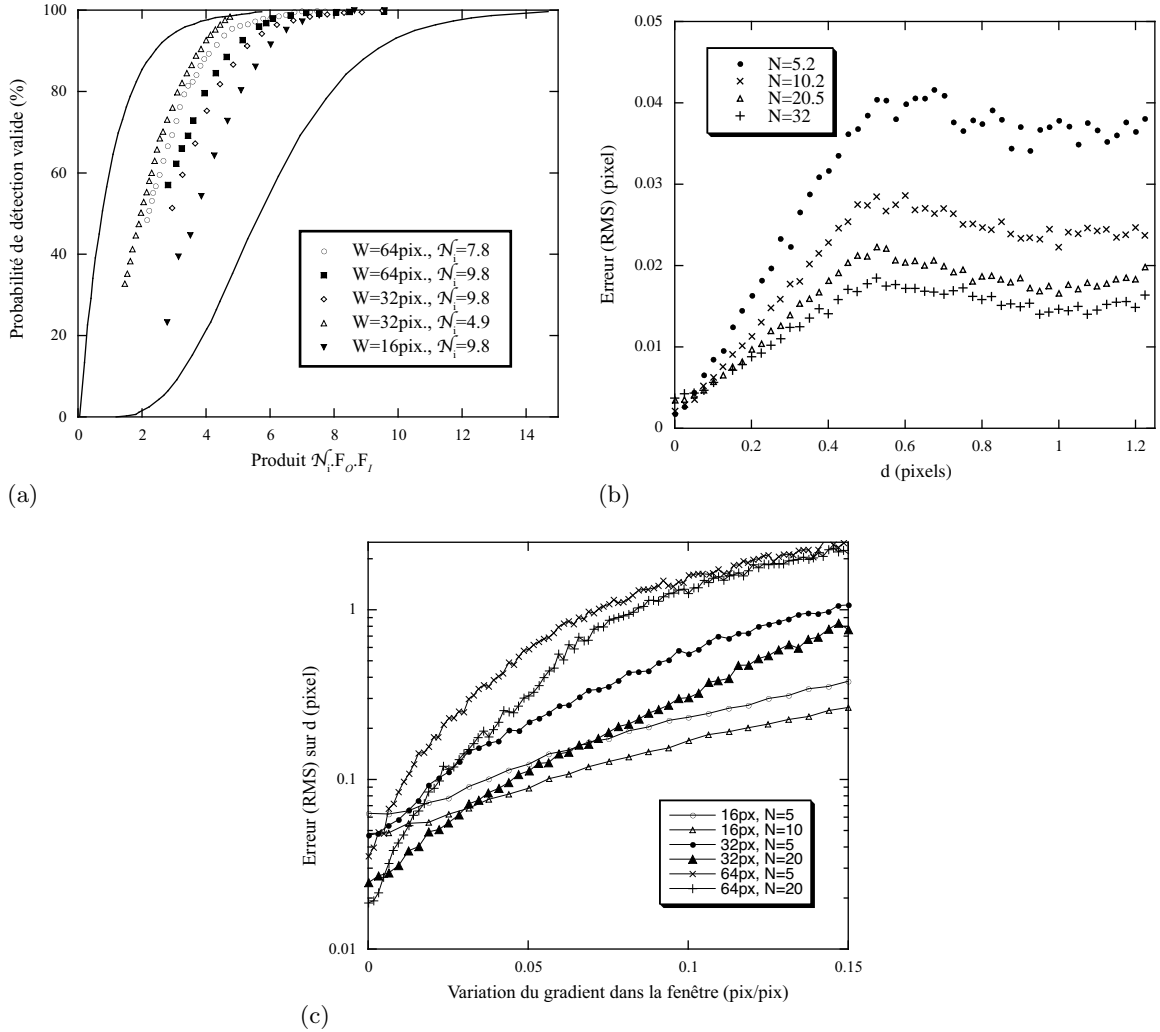 100
80
60
40
20
0
Probabilité de détection valide (%)
W=64pix., 𝒩i=7.8
W=64pix., 𝒩i=9.8
W=32pix., 𝒩i=9.8
W=32pix., 𝒩i=4.9
W=16pix., 𝒩i=9.8
0 2 4 6 8 10 12 14
Produit 𝒩i.FO.FI
(a)
0.05
0.04
0.03
0.02
0.01
0
Erreur (RMS) (pixel)
N=5.2
N=10.2
N=20.5
N=32
0 0.2 0.4 0.6 0.8 1 1.2
d (pixels)
(b)
1
0.1
0.01
Erreur (RMS) sur d (pixel)
16px, N=5
16px, N=10
32px, N=5
32px, N=20
64px, N=5
64px, N=20
0 0.05 0.1 0.15
Variation du gradient dans la fenêtre (pix/pix)
(c)